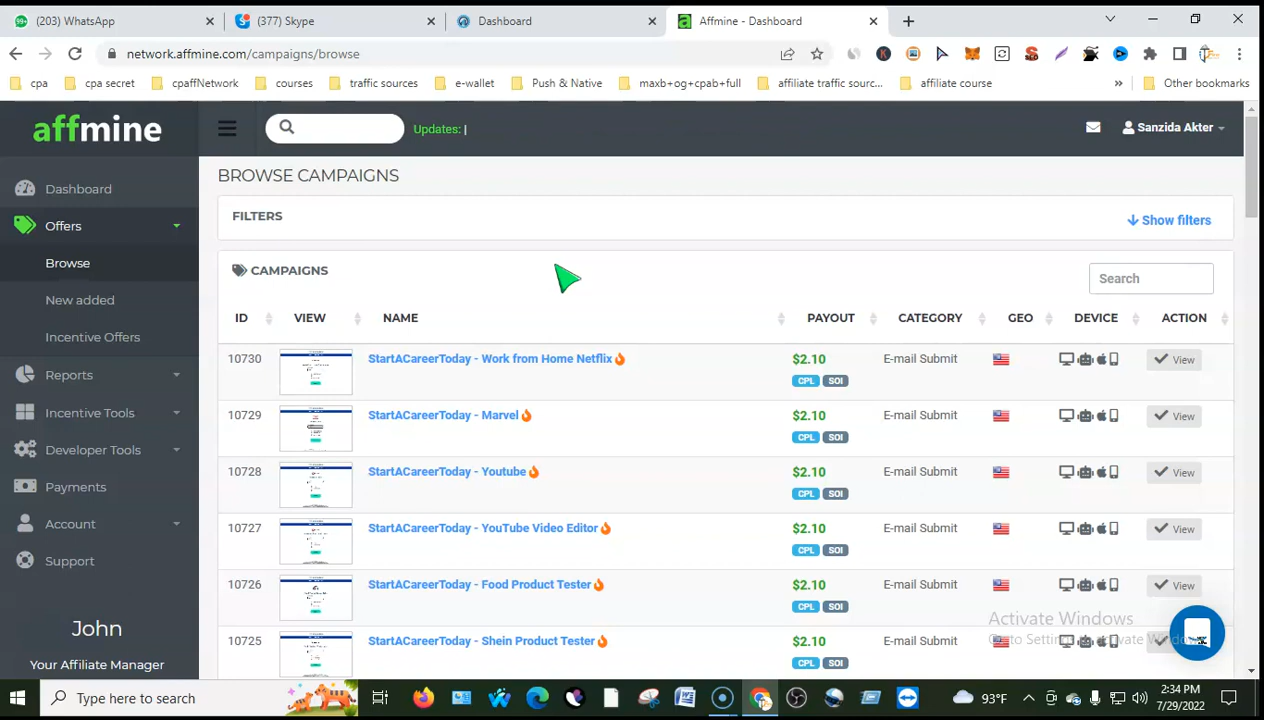 (203) WhatsApp
(377) Skype
Dashboard
Affmine - Dashboard
network.affmine.com/campaigns/browse
cpa
cpa secret
cpaffNetwork
courses
traffic sources
e-wallet
Push & Native
maxb+og+cpab+full
affiliate traffic sourc...
affiliate course
Other bookmarks
affmine
Updates: |
Sanzida Akter
Dashboard
Offers
Browse
New added
Incentive Offers
Reports
Incentive Tools
Developer Tools
Payments
Account
Support
John
Your Affiliate Manager
BROWSE CAMPAIGNS
FILTERS
Show filters
CAMPAIGNS
Search
ID VIEW NAME PAYOUT CATEGORY GEO DEVICE ACTION
10730 StartACareerToday - Work from Home Netflix $2.10 E-mail Submit View
CPL SOI
10729 StartACareerToday - Marvel $2.10 E-mail Submit View
CPL SOI
10728 StartACareerToday - Youtube $2.10 E-mail Submit View
CPL SOI
10727 StartACareerToday - YouTube Video Editor $2.10 E-mail Submit View
CPL SOI
10726 StartACareerToday - Food Product Tester $2.10 E-mail Submit View
CPL SOI
10725 StartACareerToday - Shein Product Tester $2.10 E-mail Submit
CPL SOI
Activate Windows
Go to Settings to activate Windows.
Type here to search
93°F
2:34 PM
7/29/2022